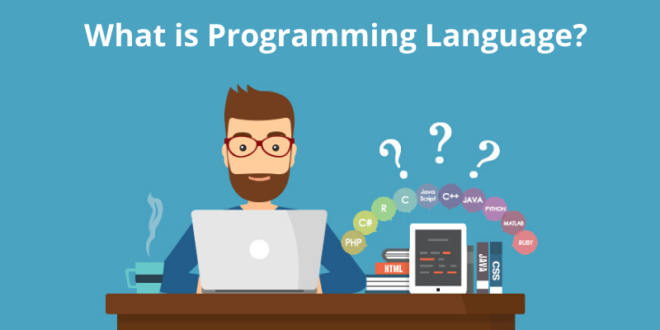 What is Programming Language?
? ? ?
PHP
C#
R
C
Java
Script
C++
JAVA
PYTHON
MATLAB
RUBY
HTML
JAVA
CSS